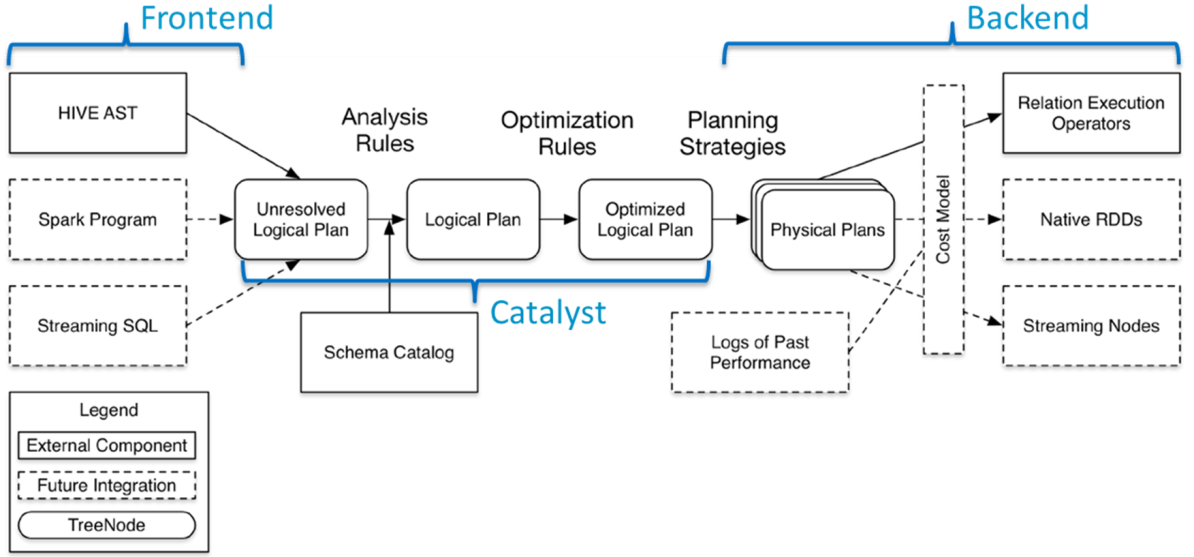 Frontend
Backend
HIVE AST
Analysis
Rules
Optimization
Rules
Planning
Strategies
Relation Execution
Operators
Spark Program
Unresolved
Logical Plan
Logical Plan
Optimized
Logical Plan
Physical Plans
Cost Model
Native RDDs
Catalyst
Streaming SQL
Schema Catalog
Logs of Past
Performance
Streaming Nodes
Legend
External Component
Future Integration
TreeNode